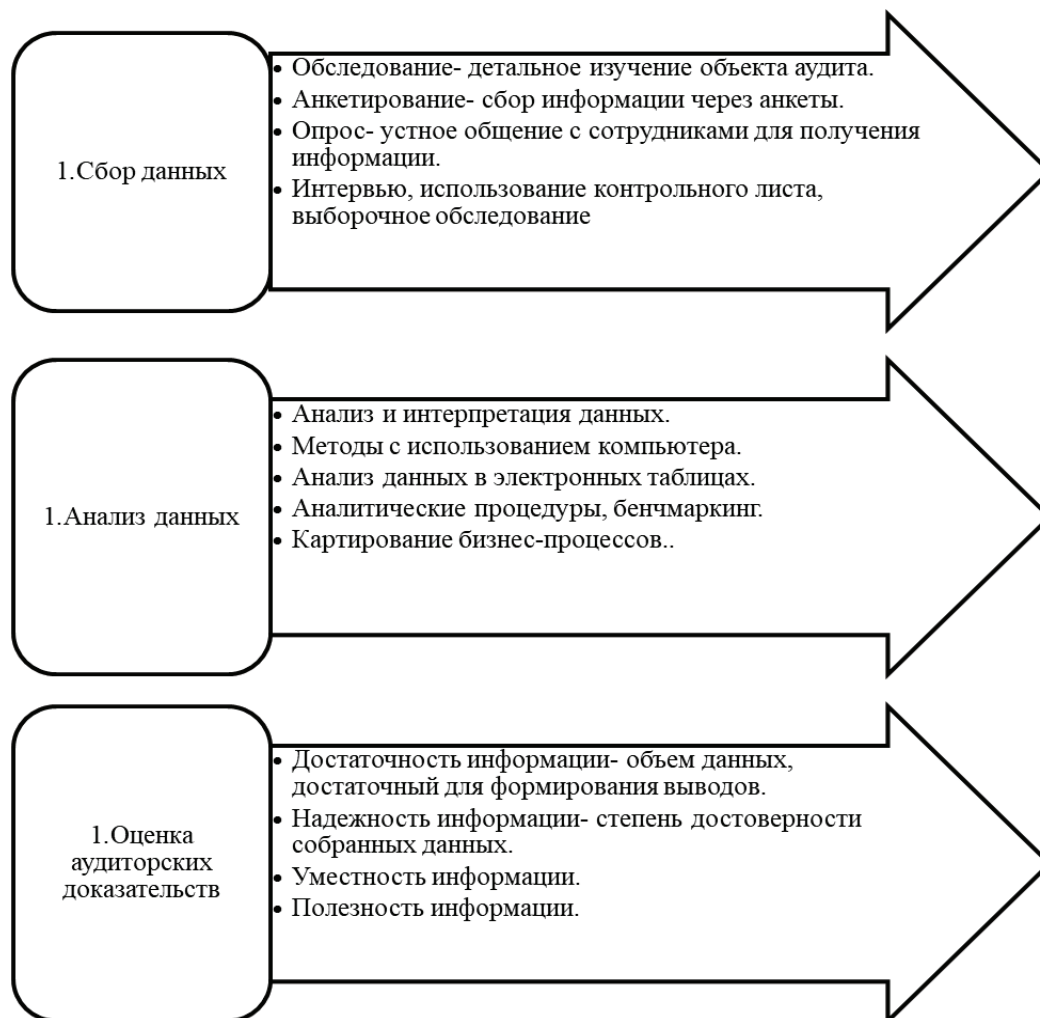 1.Сбор данных
• Обследование- детальное изучение объекта аудита.
• Анкетирование- сбор информации через анкеты.
• Опрос- устное общение с сотрудниками для получения
информации.
• Интервью, использование контрольного листа,
выборочное обследование
1.Анализ данных
• Анализ и интерпретация данных.
• Методы с использованием компьютера.
• Анализ данных в электронных таблицах.
• Аналитические процедуры, бенчмаркинг.
• Картирование бизнес-процессов..
1.Оценка
аудиторских
доказательств
• Достаточность информации- объем данных,
достаточный для формирования выводов.
• Надежность информации- степень достоверности
собранных данных.
• Уместность информации.
• Полезность информации.